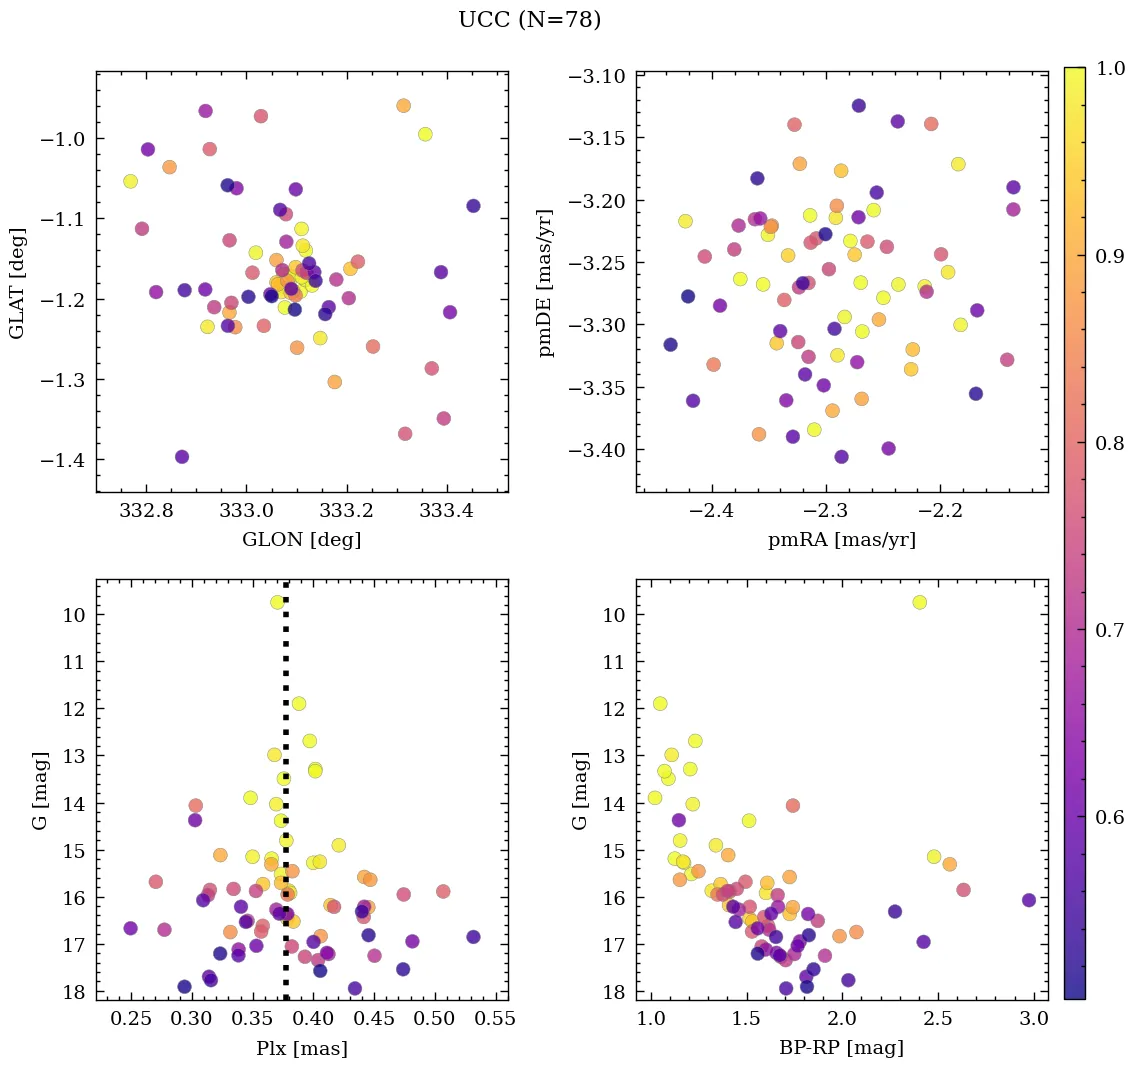 UCC (N=78)
−1.0
−1.1
−1.2
−1.3
−1.4
GLAT [deg]
332.8 333.0 333.2 333.4
GLON [deg]
−3.10
−3.15
−3.20
−3.25
−3.30
−3.35
−3.40
pmDE [mas/yr]
−2.4 −2.3 −2.2
pmRA [mas/yr]
10
11
12
13
14
15
16
17
18
G [mag]
0.25 0.30 0.35 0.40 0.45 0.50 0.55
Plx [mas]
10
11
12
13
14
15
16
17
18
G [mag]
1.0 1.5 2.0 2.5 3.0
BP-RP [mag]
1.0
0.9
0.8
0.7
0.6